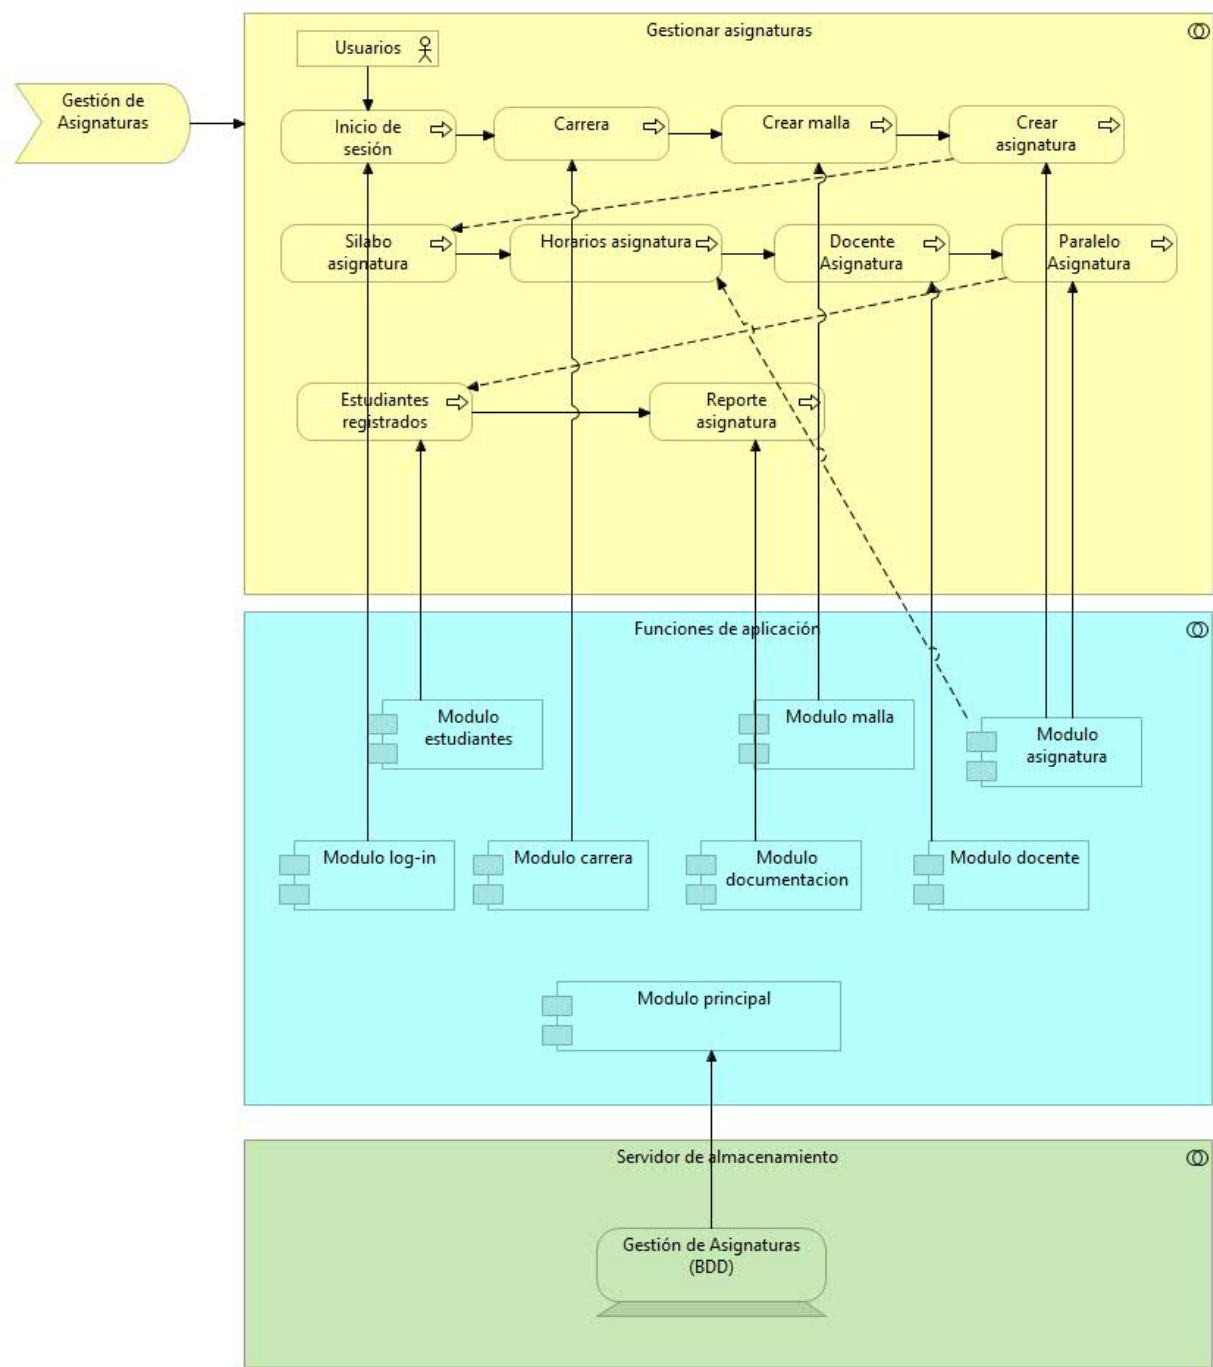 Gestionar asignaturas
Usuarios
Gestión de
Asignaturas
Inicio de
sesión
Carrera
Crear malla
Crear
asignatura
Silabo
asignatura
Horarios asignatura
Docente
Asignatura
Paralelo
Asignatura
Estudiantes
registrados
Reporte
asignatura
Funciones de aplicación
Modulo
estudiantes
Modulo malla
Modulo
asignatura
Modulo log-in
Modulo carrera
Modulo
documentacion
Modulo docente
Modulo principal
Servidor de almacenamiento
Gestión de Asignaturas
(BDD)